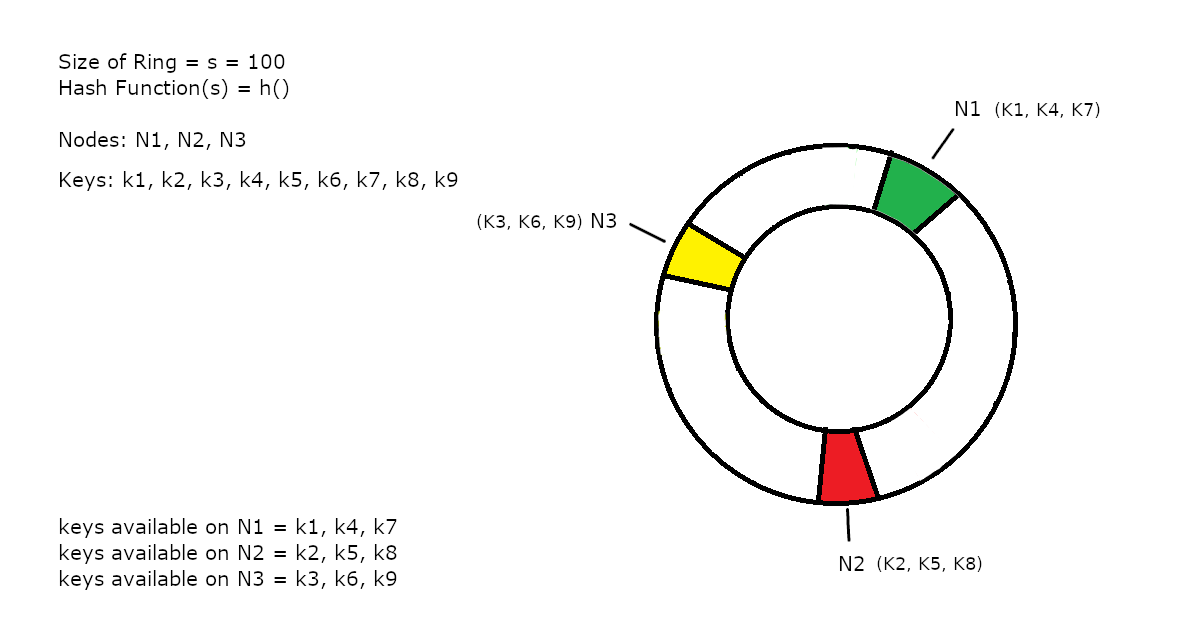 Size of Ring = s = 100
Hash Function(s) = h()
Nodes: N1, N2, N3
Keys: k1, k2, k3, k4, k5, k6, k7, k8, k9
N1 (K1, K4, K7)
(K3, K6, K9) N3
N2 (K2, K5, K8)
keys available on N1 = k1, k4, k7
keys available on N2 = k2, k5, k8
keys available on N3 = k3, k6, k9